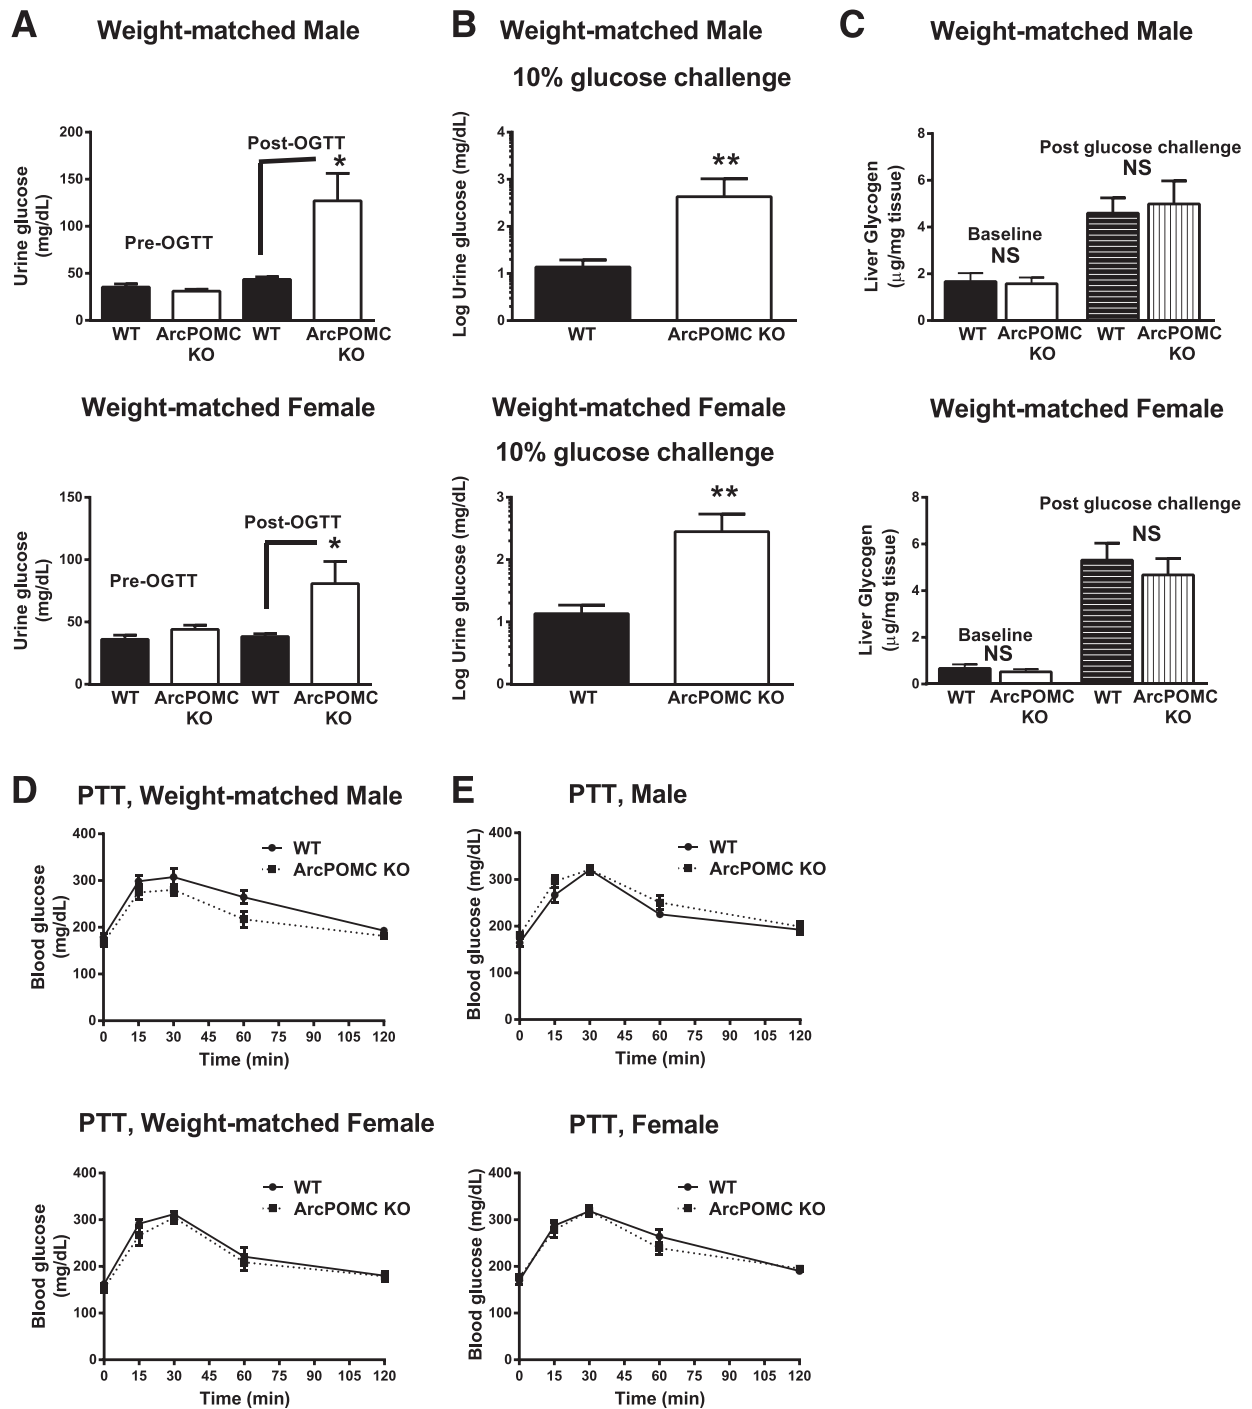 A
Weight-matched Male
Urine glucose
(mg/dL)
200
150
100
50
0
Pre-OGTT
Post-OGTT
*
WT
ArcPOMC
KO
WT
ArcPOMC
KO
Weight-matched Female
Urine glucose
(mg/dL)
150
100
50
0
Pre-OGTT
Post-OGTT
*
WT
ArcPOMC
KO
WT
ArcPOMC
KO
B
Weight-matched Male
10% glucose challenge
Log Urine glucose (mg/dL)
4
3
2
1
0
**
WT
ArcPOMC KO
Weight-matched Female
10% glucose challenge
Log Urine glucose (mg/dL)
3
2
1
0
**
WT
ArcPOMC KO
C
Weight-matched Male
Liver Glycogen
(μg/mg tissue)
8
6
4
2
0
Baseline
NS
Post glucose challenge
NS
WT
ArcPOMC
KO
WT
ArcPOMC
KO
Weight-matched Female
Liver Glycogen
(μg/mg tissue)
8
6
4
2
0
Baseline
NS
Post glucose challenge
NS
WT
ArcPOMC
KO
WT
ArcPOMC
KO
D
PTT, Weight-matched Male
Blood glucose
(mg/dL)
400
300
200
100
0
WT
ArcPOMC KO
0 15 30 45 60 75 90 105 120
Time (min)
PTT, Weight-matched Female
Blood glucose
(mg/dL)
400
300
200
100
0
WT
ArcPOMC KO
0 15 30 45 60 75 90 105 120
Time (min)
E
PTT, Male
Blood glucose (mg/dL)
400
300
200
100
0
WT
ArcPOMC KO
0 15 30 45 60 75 90 105 120
Time (min)
PTT, Female
Blood glucose (mg/dL)
400
300
200
100
0
WT
ArcPOMC KO
0 15 30 45 60 75 90 105 120
Time (min)